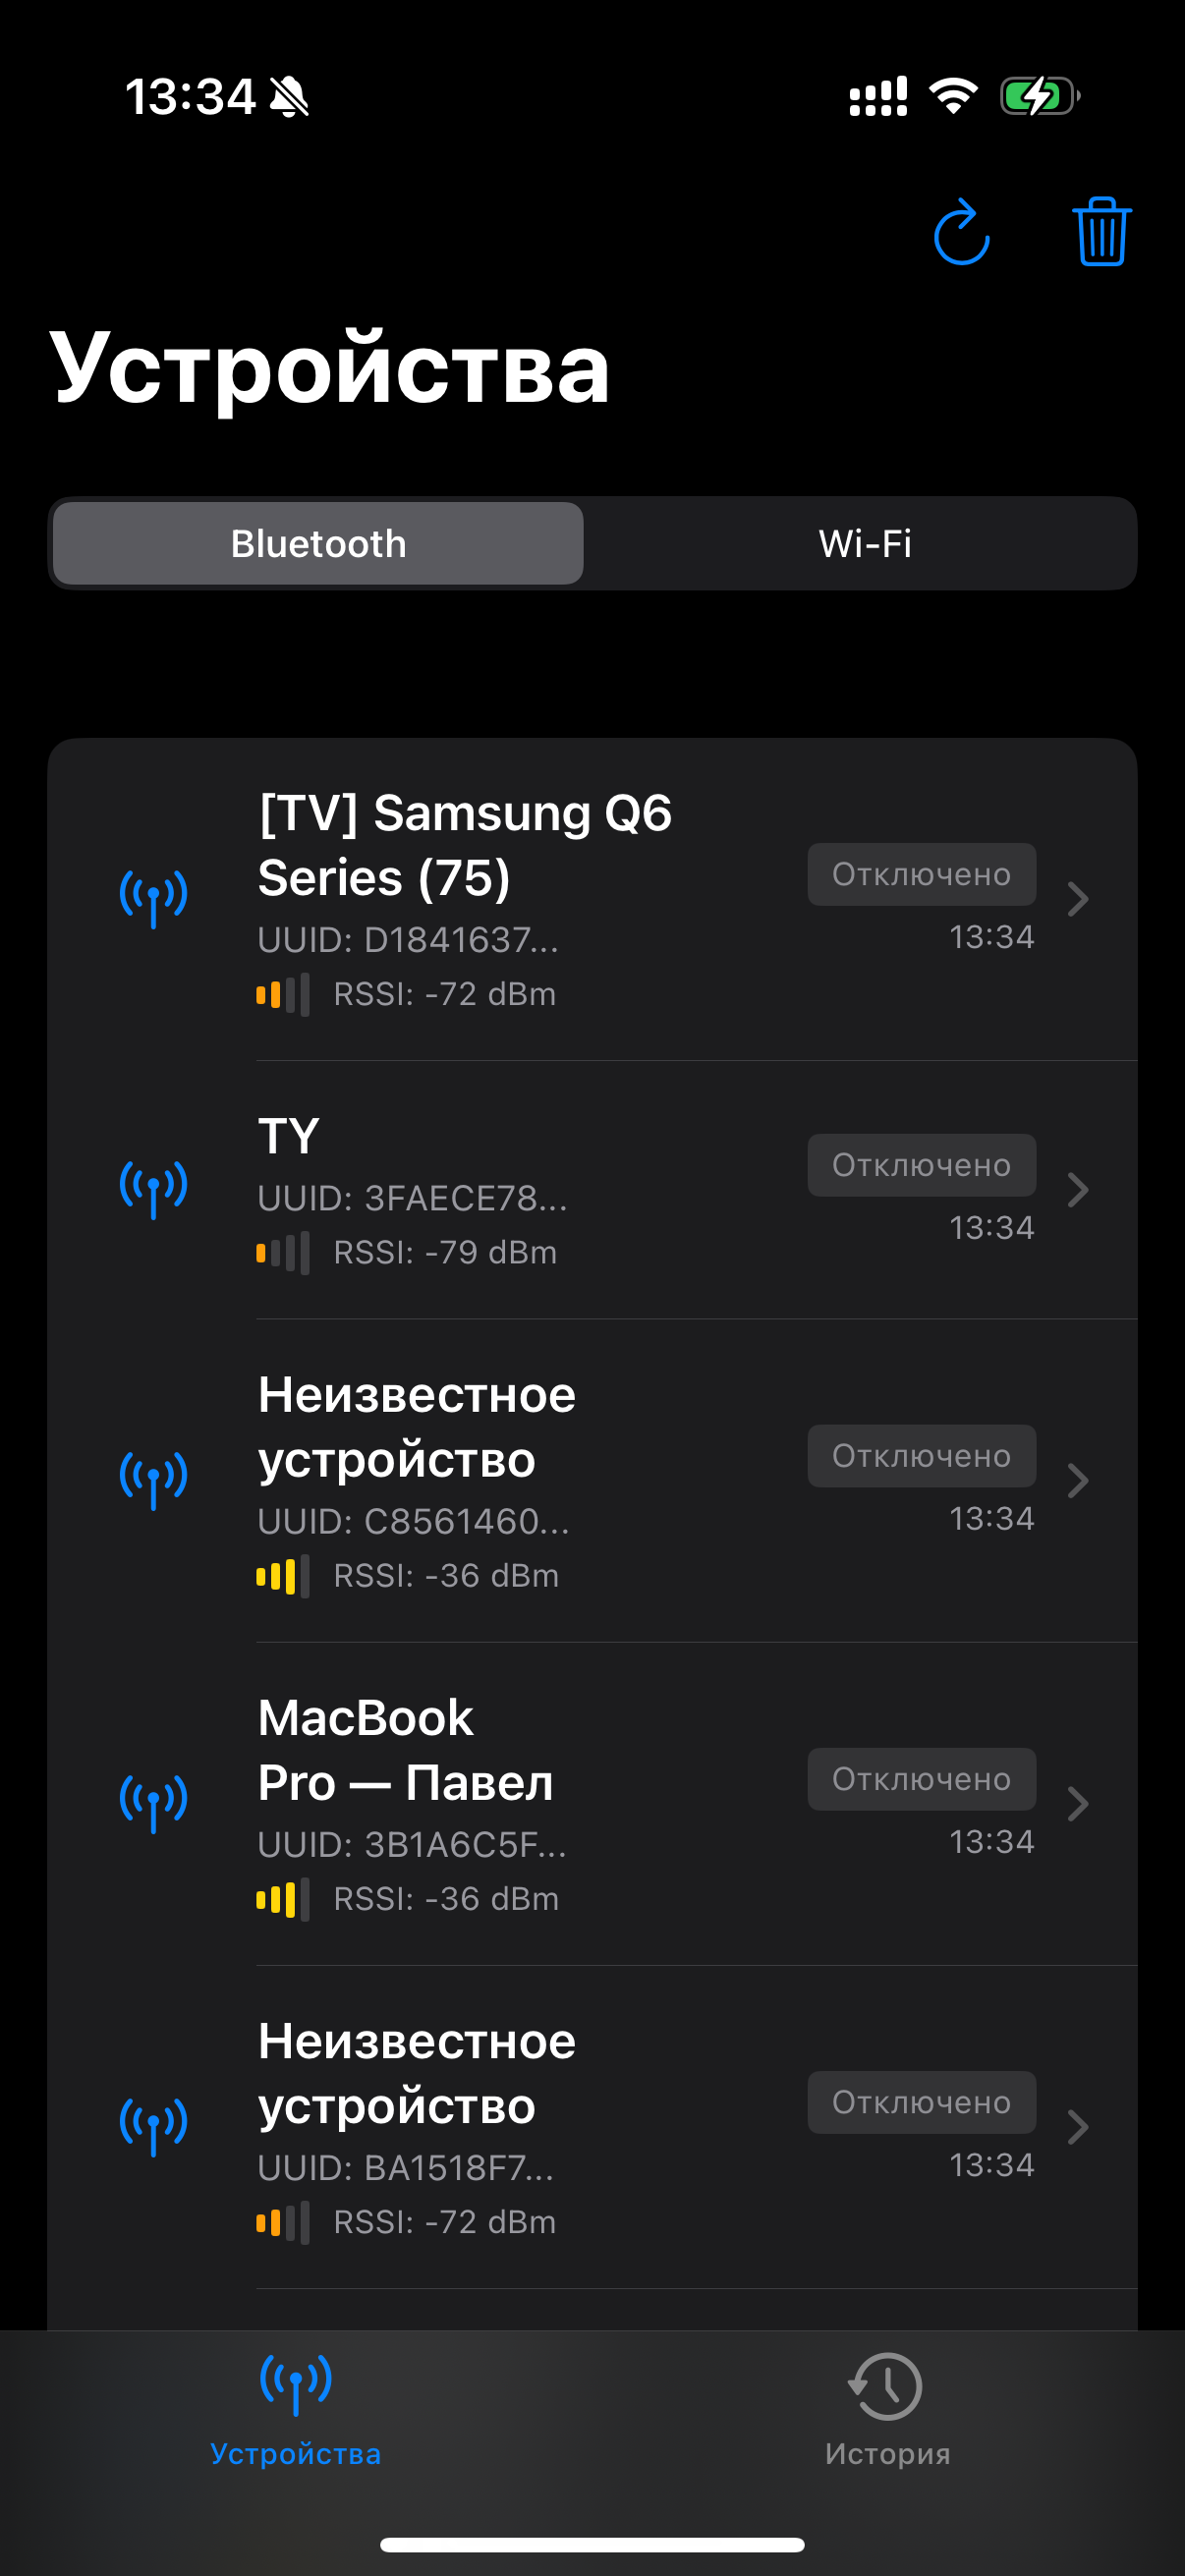 13:34
Устройства
Bluetooth
Wi-Fi
[TV] Samsung Q6
Series (75)
UUID: D1841637...
RSSI: -72 dBm
Отключено
13:34
TY
UUID: 3FAECE78...
RSSI: -79 dBm
Отключено
13:34
Неизвестное
устройство
UUID: C8561460...
RSSI: -36 dBm
Отключено
13:34
MacBook
Pro — Павел
UUID: 3B1A6C5F...
RSSI: -36 dBm
Отключено
13:34
Неизвестное
устройство
UUID: BA1518F7...
RSSI: -72 dBm
Отключено
13:34
Устройства
История